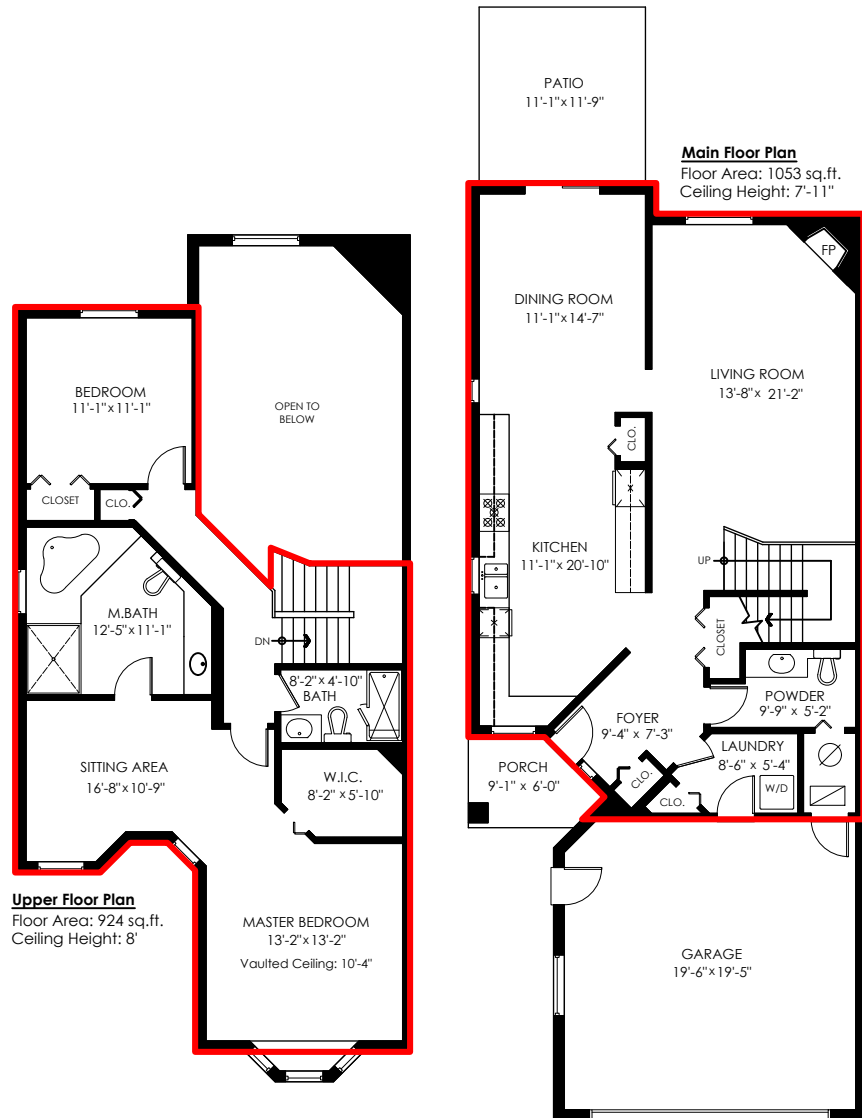 PATIO
11'-1"x11'-9"
Main Floor Plan
Floor Area: 1053 sq.ft.
Ceiling Height: 7'-11"
FP
DINING ROOM
11'-1"x14'-7"
LIVING ROOM
13'-8"x 21'-2"
CLO.
KITCHEN
11'-1"x 20'-10"
UP
CLOSET
POWDER
9'-9"x 5'-2"
FOYER
9'-4"x 7'-3"
LAUNDRY
8'-6"x 5'-4"
W/D
PORCH
9'-1"x 6'-0"
CLO.
CLO.
GARAGE
19'-6"x19'-5"
BEDROOM
11'-1"x11'-1"
OPEN TO
BELOW
CLOSET
CLO.
M.BATH
12'-5"x11'-1"
DN
8'-2"x 4'-10"
BATH
SITTING AREA
16'-8"x10'-9"
W.I.C.
8'-2"x 5'-10"
Upper Floor Plan
Floor Area: 924 sq.ft.
Ceiling Height: 8'
MASTER BEDROOM
13'-2"x13'-2"
Vaulted Ceiling: 10'-4"